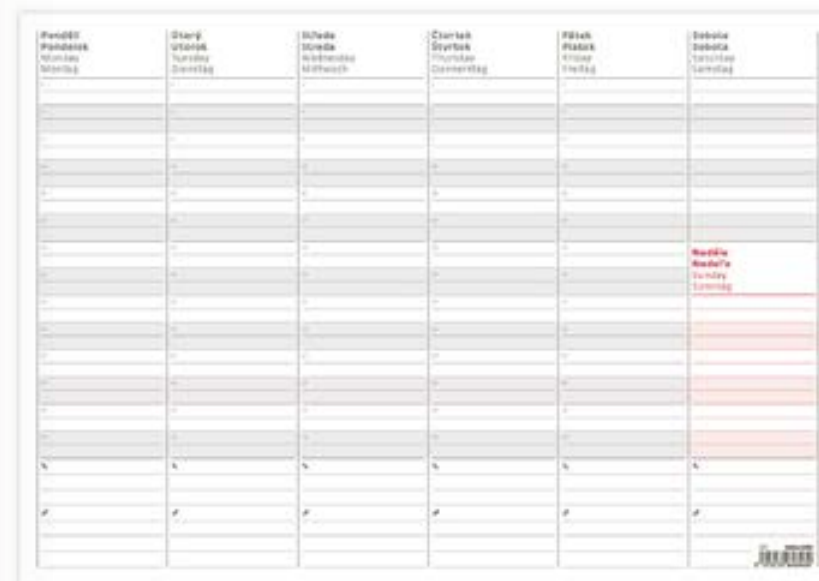 Pondělí
Pondelok
Monday
Montag
Úterý
Utorok
Tuesday
Dienstag
Středa
Streda
Wednesday
Mittwoch
Čtvrtek
Štvrtok
Thursday
Donnerstag
Pátek
Piatok
Friday
Freitag
Sobota
Sobota
Saturday
Samstag
Neděle
Nedeľa
Sunday
Sonntag